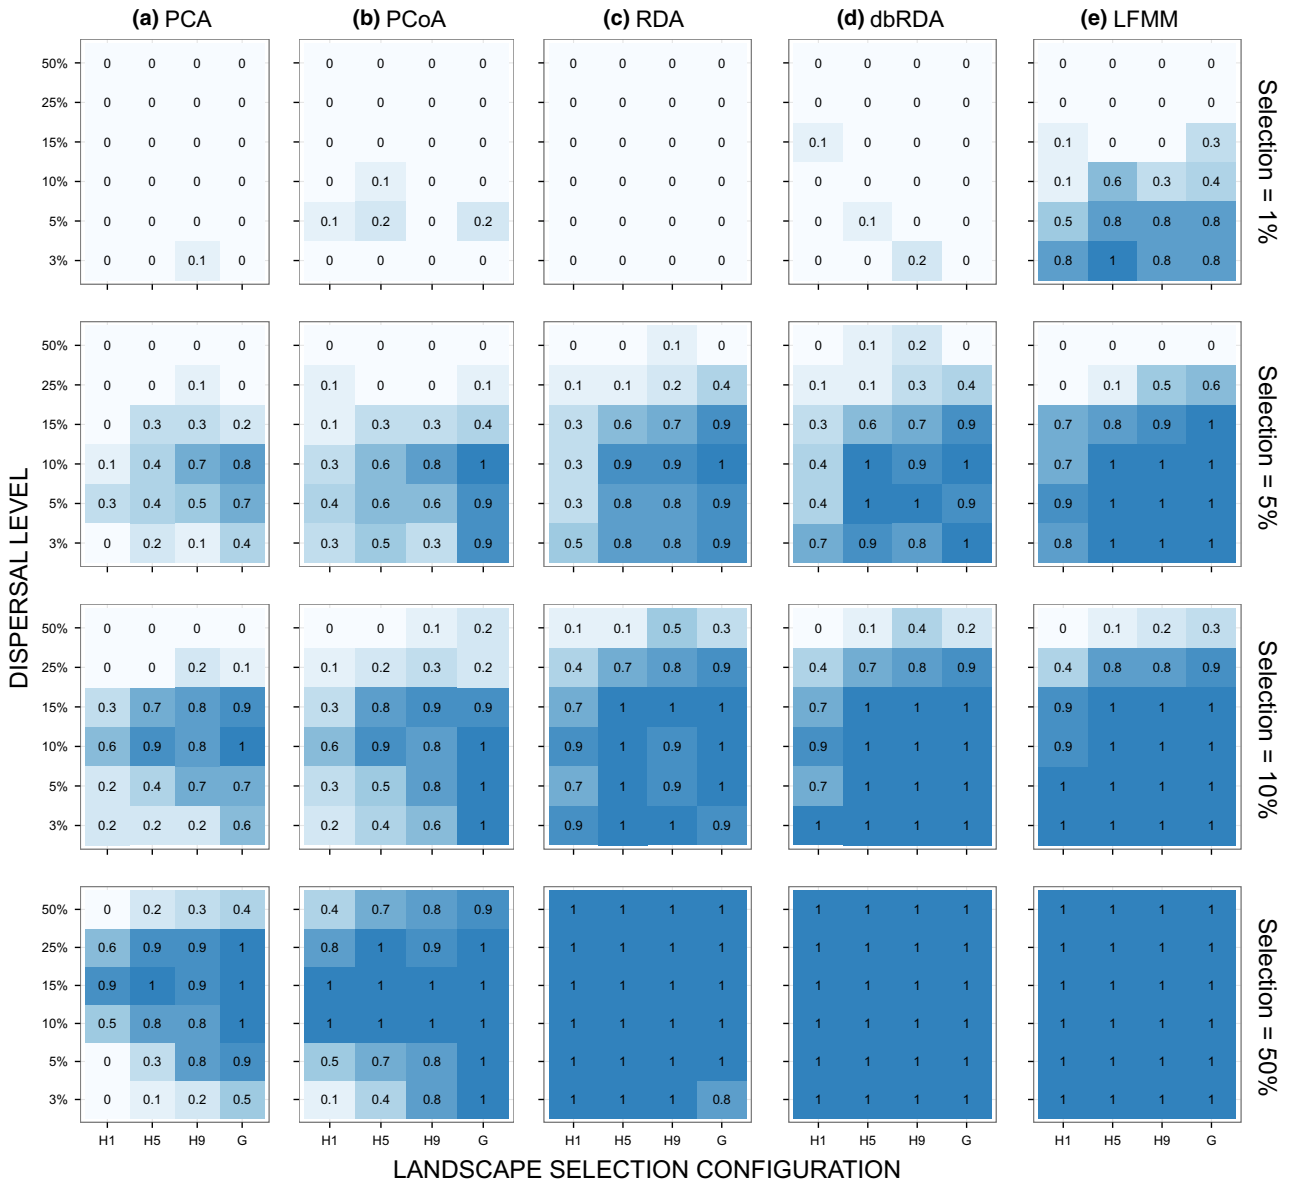 (a) PCA (b) PCoA (c) RDA (d) dbRDA (e) LFMM
50% 0 0 0 0 0 0 0 0 0 0 0 0 0 0 0 0 0 0 0 0
25% 0 0 0 0 0 0 0 0 0 0 0 0 0 0 0 0 0 0 0 0
15% 0 0 0 0 0 0 0 0 0 0 0 0 0.1 0 0 0 0.1 0 0 0.3
10% 0 0 0 0 0 0.1 0 0 0 0 0 0 0 0 0 0 0.1 0.6 0.3 0.4
5% 0 0 0 0 0.1 0.2 0 0.2 0 0 0 0 0 0.1 0 0 0.5 0.8 0.8 0.8
3% 0 0 0.1 0 0 0 0 0 0 0 0 0 0 0 0.2 0 0.8 1 0.8 0.8
Selection = 1%
50% 0 0 0 0 0 0 0 0 0 0 0.1 0 0 0.1 0.2 0 0 0 0 0
25% 0 0 0.1 0 0.1 0 0 0.1 0.1 0.1 0.2 0.4 0.1 0.1 0.3 0.4 0 0.1 0.5 0.6
15% 0 0.3 0.3 0.2 0.1 0.3 0.3 0.4 0.3 0.6 0.7 0.9 0.3 0.6 0.7 0.9 0.7 0.8 0.9 1
10% 0.1 0.4 0.7 0.8 0.3 0.6 0.8 1 0.3 0.9 0.9 1 0.4 1 0.9 1 0.7 1 1 1
5% 0.3 0.4 0.5 0.7 0.4 0.6 0.6 0.9 0.3 0.8 0.8 0.9 0.4 1 1 0.9 0.9 1 1 1
3% 0 0.2 0.1 0.4 0.3 0.5 0.3 0.9 0.5 0.8 0.8 0.9 0.7 0.9 0.8 1 0.8 1 1 1
Selection = 5%
DISPERSAL LEVEL
50% 0 0 0 0 0 0 0.1 0.2 0.1 0.1 0.5 0.3 0 0.1 0.4 0.2 0 0.1 0.2 0.3
25% 0 0 0.2 0.1 0.1 0.2 0.3 0.2 0.4 0.7 0.8 0.9 0.4 0.7 0.8 0.9 0.4 0.8 0.8 0.9
15% 0.3 0.7 0.8 0.9 0.3 0.8 0.9 0.9 0.7 1 1 1 0.7 1 1 1 0.9 1 1 1
10% 0.6 0.9 0.8 1 0.6 0.9 0.8 1 0.9 1 0.9 1 0.9 1 1 1 0.9 1 1 1
5% 0.2 0.4 0.7 0.7 0.3 0.5 0.8 1 0.7 1 0.9 1 0.7 1 1 1 1 1 1 1
3% 0.2 0.2 0.2 0.6 0.2 0.4 0.6 1 0.9 1 1 0.9 1 1 1 1 1 1 1 1
Selection = 10%
50% 0 0.2 0.3 0.4 0.4 0.7 0.8 0.9 1 1 1 1 1 1 1 1 1 1 1 1
25% 0.6 0.9 0.9 1 0.8 1 0.9 1 1 1 1 1 1 1 1 1 1 1 1 1
15% 0.9 1 0.9 1 1 1 1 1 1 1 1 1 1 1 1 1 1 1 1 1
10% 0.5 0.8 0.8 1 1 1 1 1 1 1 1 1 1 1 1 1 1 1 1 1
5% 0 0.3 0.8 0.9 0.5 0.7 0.8 1 1 1 1 1 1 1 1 1 1 1 1 1
3% 0 0.1 0.2 0.5 0.1 0.4 0.8 1 1 1 1 0.8 1 1 1 1 1 1 1 1
Selection = 50%
H1 H5 H9 G H1 H5 H9 G H1 H5 H9 G H1 H5 H9 G H1 H5 H9 G
LANDSCAPE SELECTION CONFIGURATION